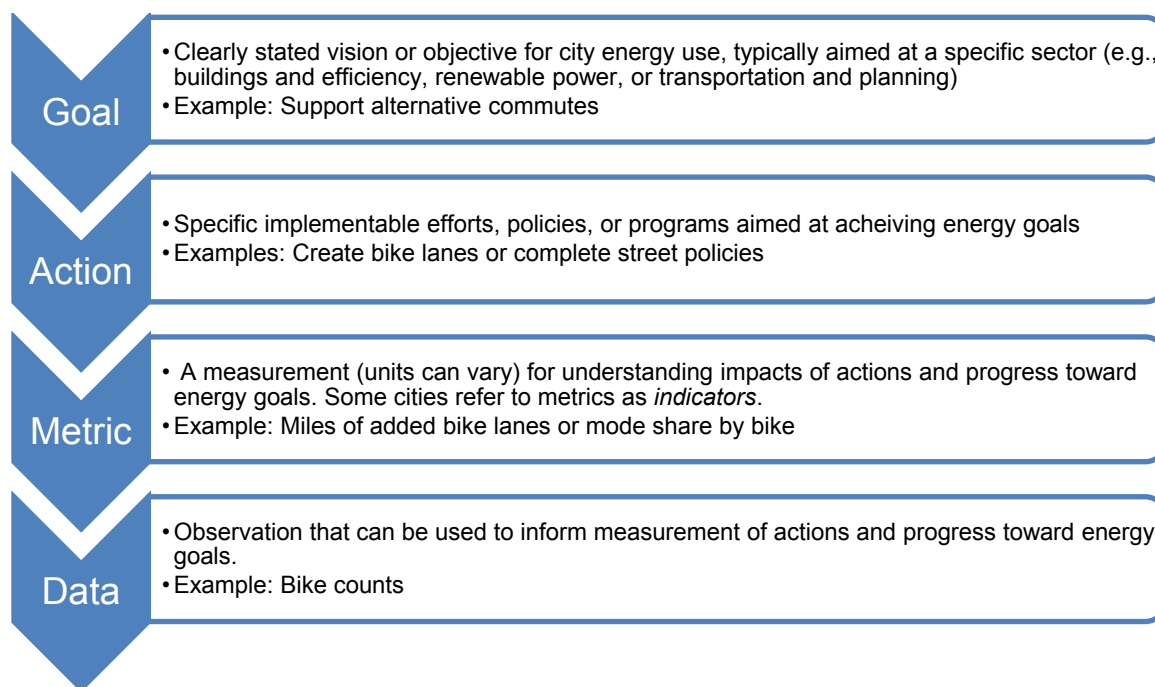 Goal
• Clearly stated vision or objective for city energy use, typically aimed at a specific sector (e.g.,
buildings and efficiency, renewable power, or transportation and planning)
• Example: Support alternative commutes
Action
• Specific implementable efforts, policies, or programs aimed at acheiving energy goals
• Examples: Create bike lanes or complete street policies
Metric
• A measurement (units can vary) for understanding impacts of actions and progress toward
energy goals. Some cities refer to metrics as indicators.
• Example: Miles of added bike lanes or mode share by bike
Data
• Observation that can be used to inform measurement of actions and progress toward energy
goals.
• Example: Bike counts